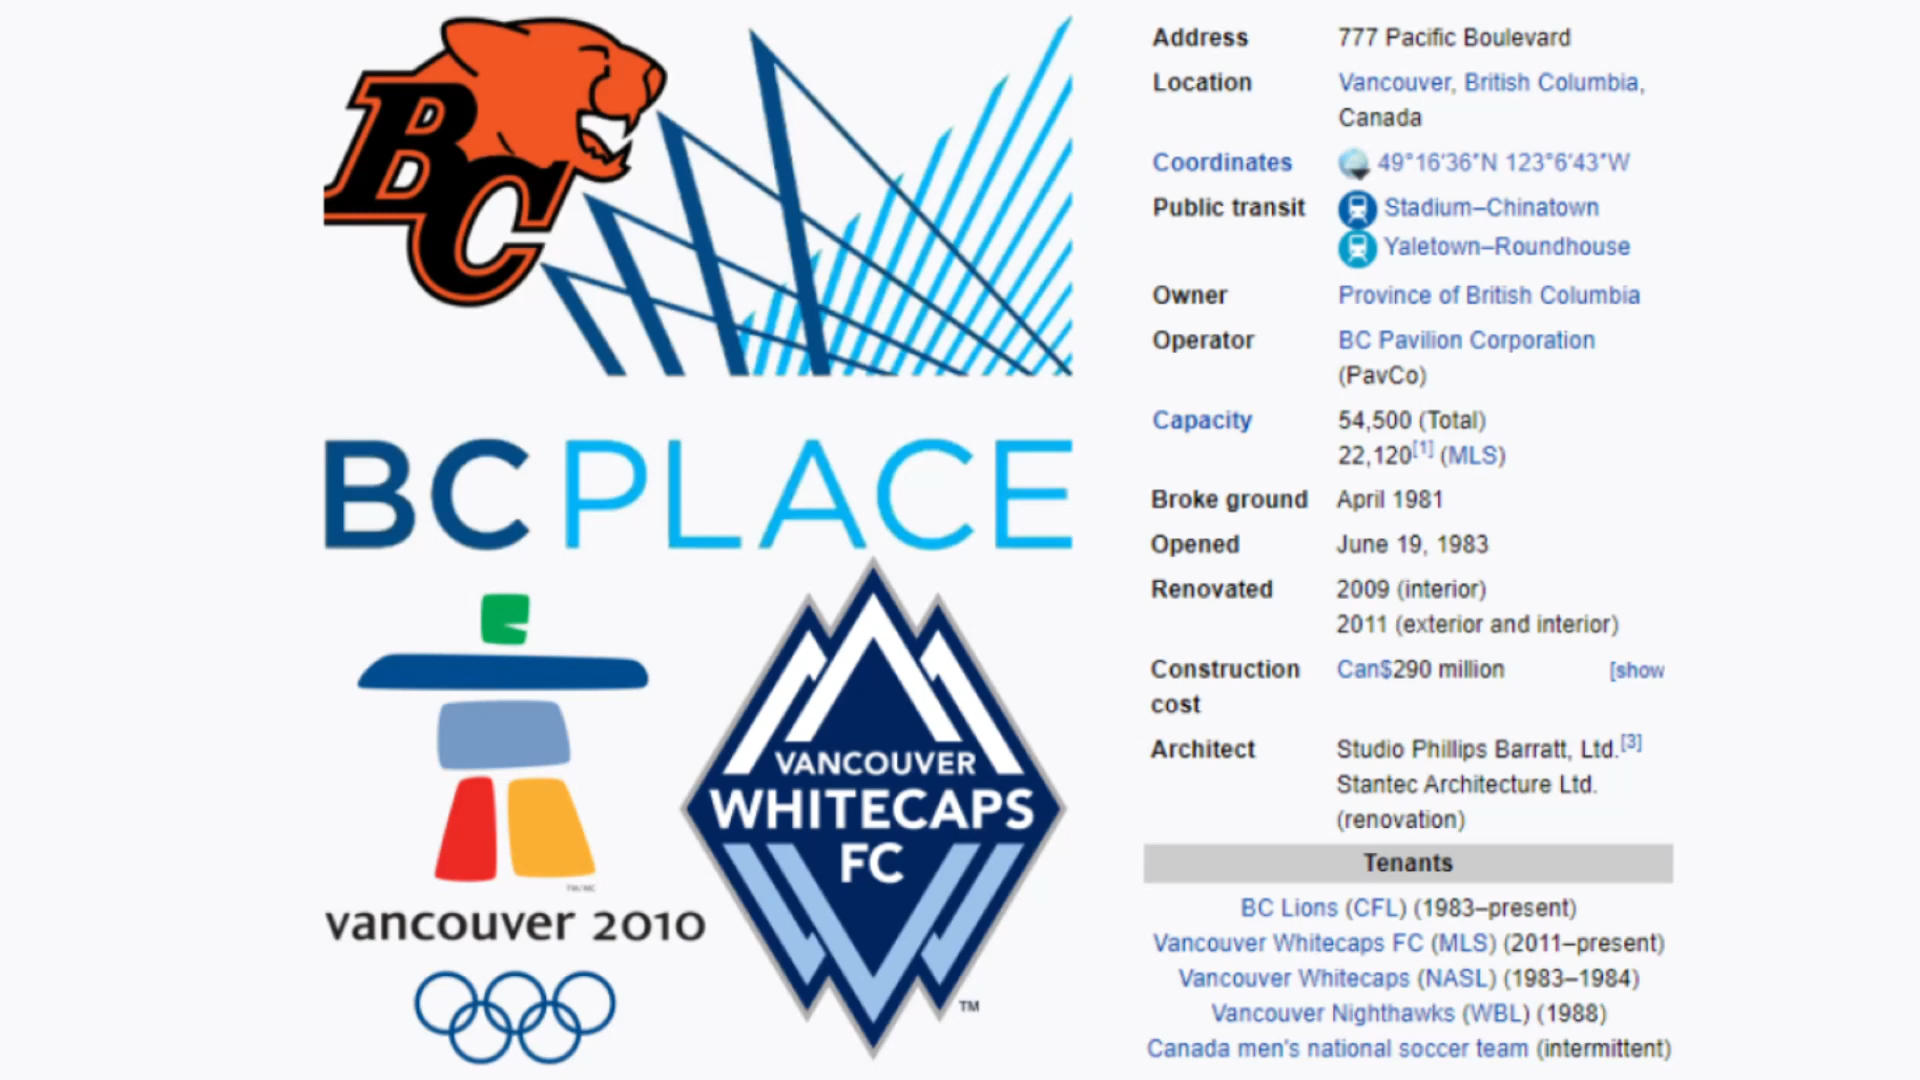 BC
BC PLACE
TM/MC
vancouver 2010
VANCOUVER
WHITECAPS
FC
TM
Address 777 Pacific Boulevard
Location Vancouver, British Columbia,
Canada
Coordinates 49°16′36″N 123°6′43″W
Public transit Stadium–Chinatown
Yaletown–Roundhouse
Owner Province of British Columbia
Operator BC Pavilion Corporation
(PavCo)
Capacity 54,500 (Total)
22,120[1] (MLS)
Broke ground April 1981
Opened June 19, 1983
Renovated 2009 (interior)
2011 (exterior and interior)
Construction Can$290 million [show
cost
Architect Studio Phillips Barratt, Ltd.[3]
Stantec Architecture Ltd.
(renovation)
Tenants
BC Lions (CFL) (1983–present)
Vancouver Whitecaps FC (MLS) (2011–present)
Vancouver Whitecaps (NASL) (1983–1984)
Vancouver Nighthawks (WBL) (1988)
Canada men's national soccer team (intermittent)